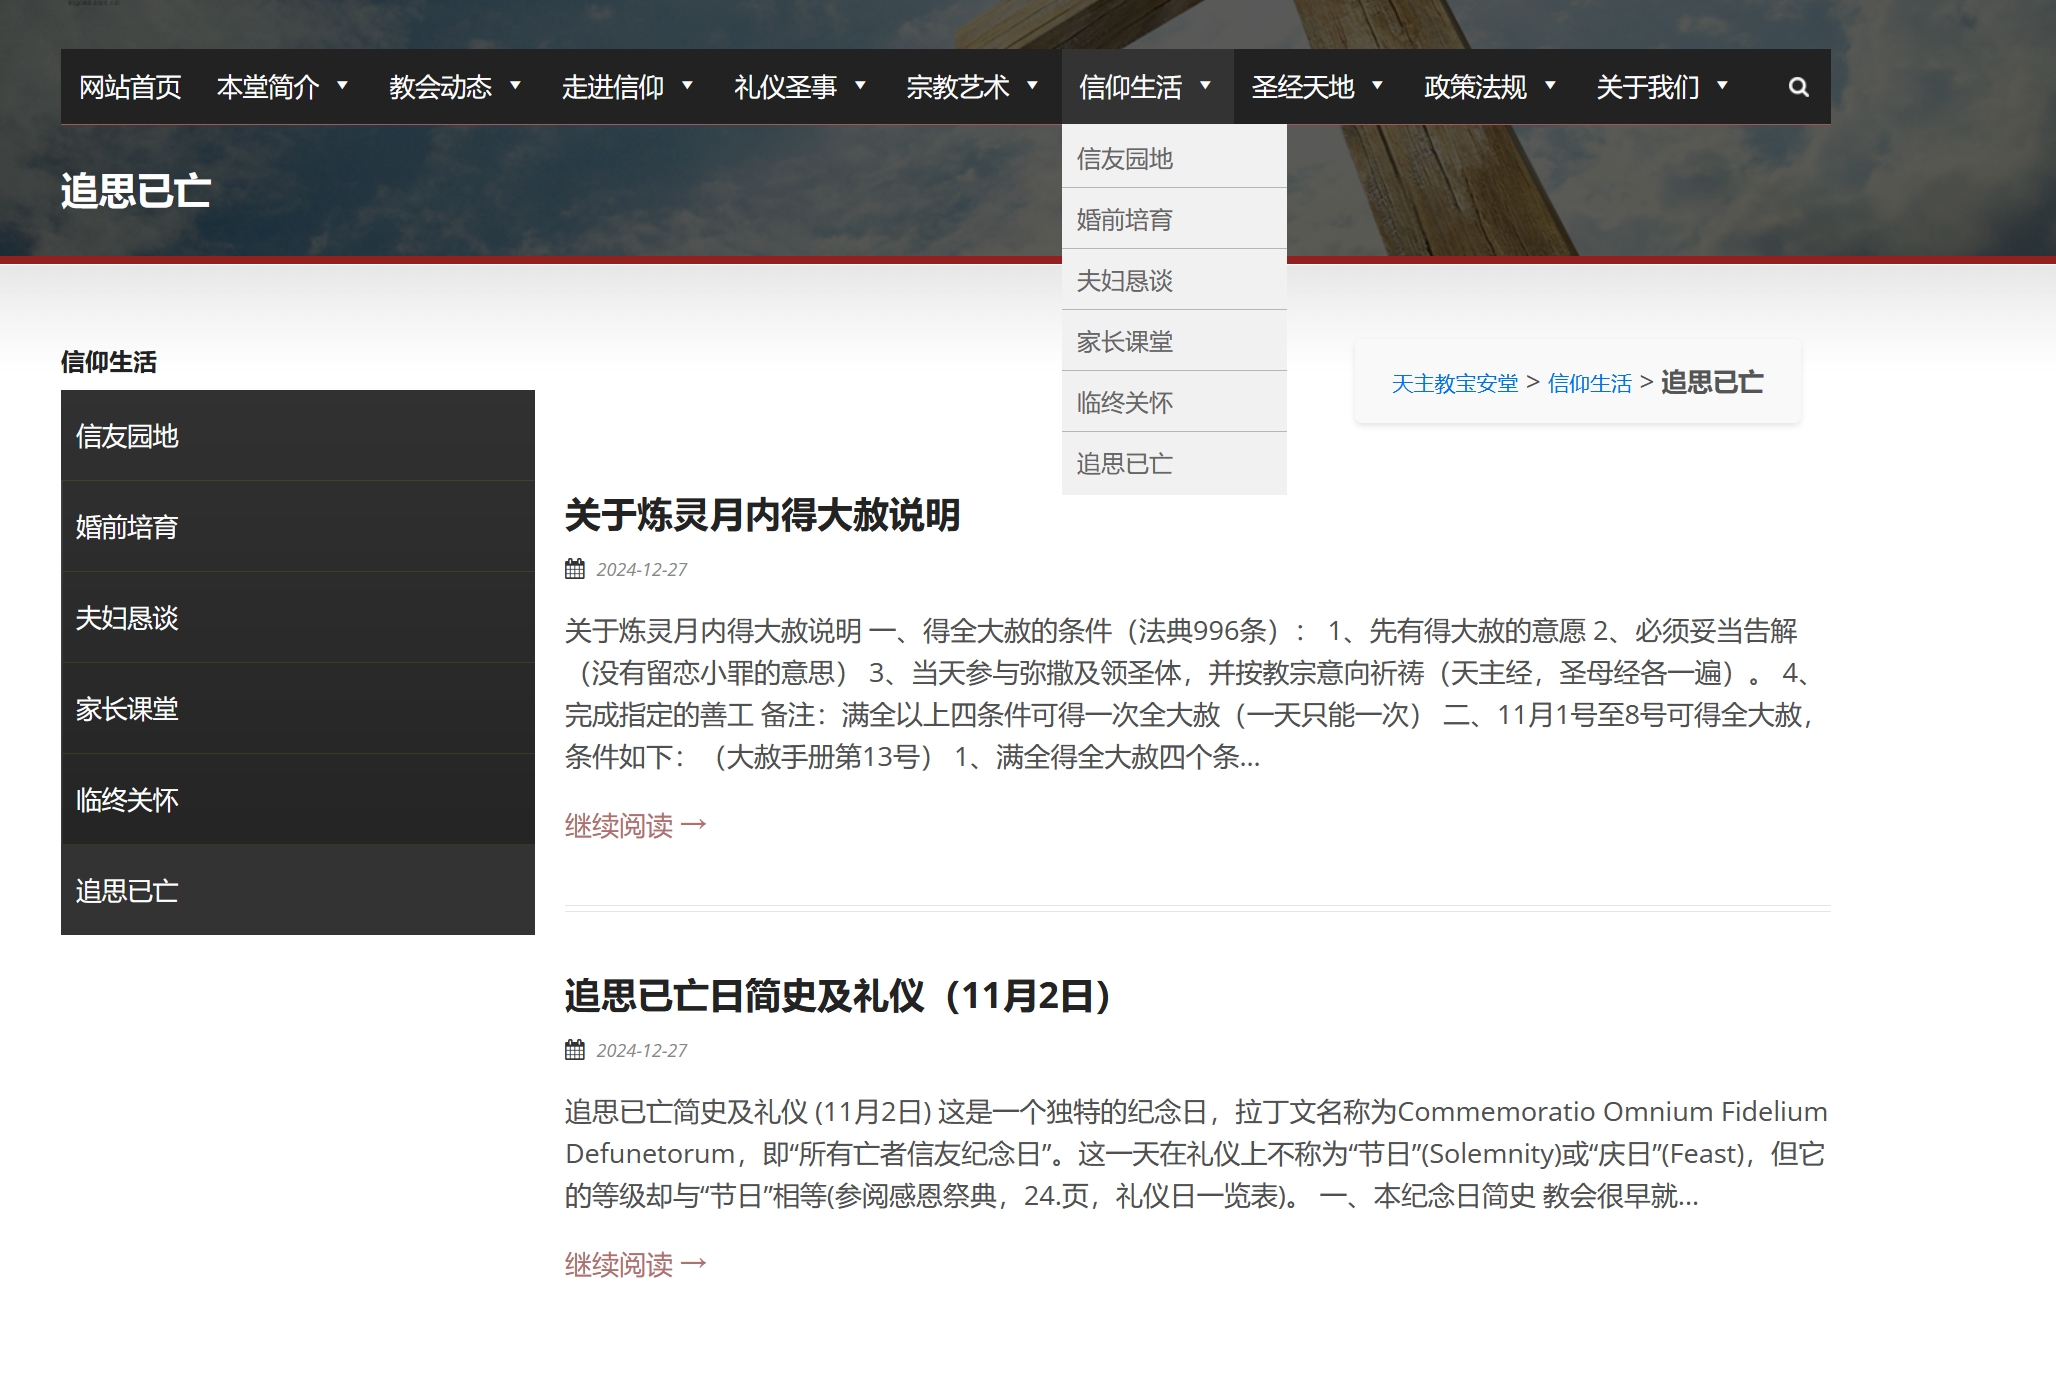 网站首页 本堂简介 教会动态 走进信仰 礼仪圣事 宗教艺术 信仰生活 圣经天地 政策法规 关于我们
追思已亡
信友园地
婚前培育
夫妇恳谈
家长课堂
临终关怀
追思已亡
天主教宝安堂 > 信仰生活 > 追思已亡
信仰生活
信友园地
婚前培育
夫妇恳谈
家长课堂
临终关怀
追思已亡
关于炼灵月内得大赦说明
2024-12-27
关于炼灵月内得大赦说明 一、得全大赦的条件（法典996条）： 1、先有得大赦的意愿 2、必须妥当告解
（没有留恋小罪的意思） 3、当天参与弥撒及领圣体，并按教宗意向祈祷（天主经，圣母经各一遍）。 4、
完成指定的善工 备注：满全以上四条件可得一次全大赦（一天只能一次） 二、11月1号至8号可得全大赦，
条件如下：（大赦手册第13号） 1、满全得全大赦四个条...
继续阅读 →
追思已亡日简史及礼仪（11月2日）
2024-12-27
追思已亡简史及礼仪 (11月2日) 这是一个独特的纪念日，拉丁文名称为Commemoratio Omnium Fidelium
Defunetorum，即“所有亡者信友纪念日”。这一天在礼仪上不称为“节日”(Solemnity)或“庆日”(Feast)，但它
的等级却与“节日”相等(参阅感恩祭典，24.页，礼仪日一览表)。 一、本纪念日简史 教会很早就...
继续阅读 →